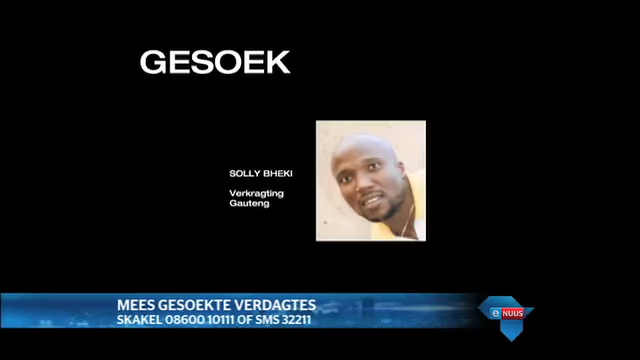 GESOEK
SOLLY BHEKI
Verkragting
Gauteng
MEES GESOEKTE VERDAGTES
SKAKEL 08600 10111 OF SMS 32211
e NUUS